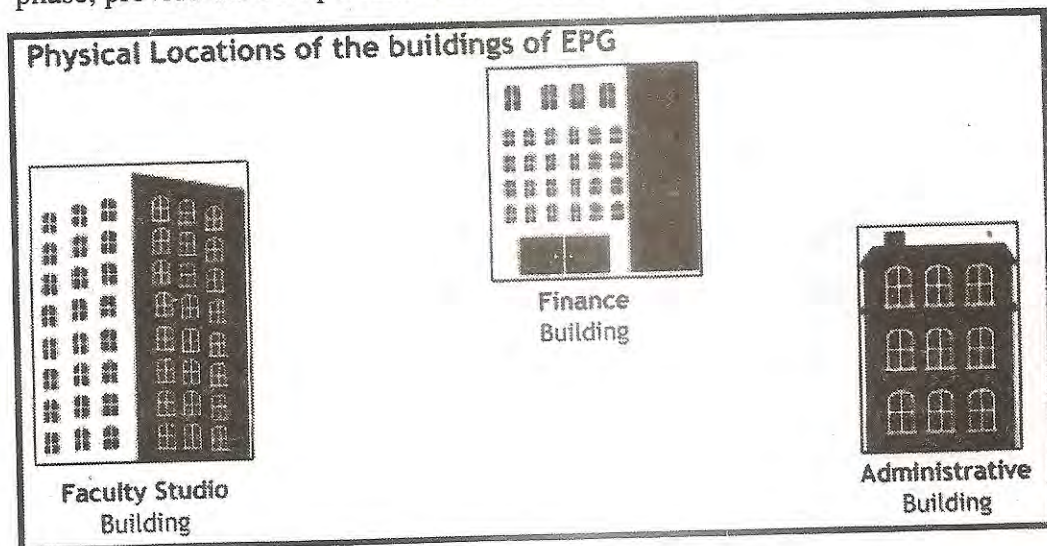 Physical Locations of the buildings of EPG
Finance
Building
Faculty Studio
Building
Administrative
Building